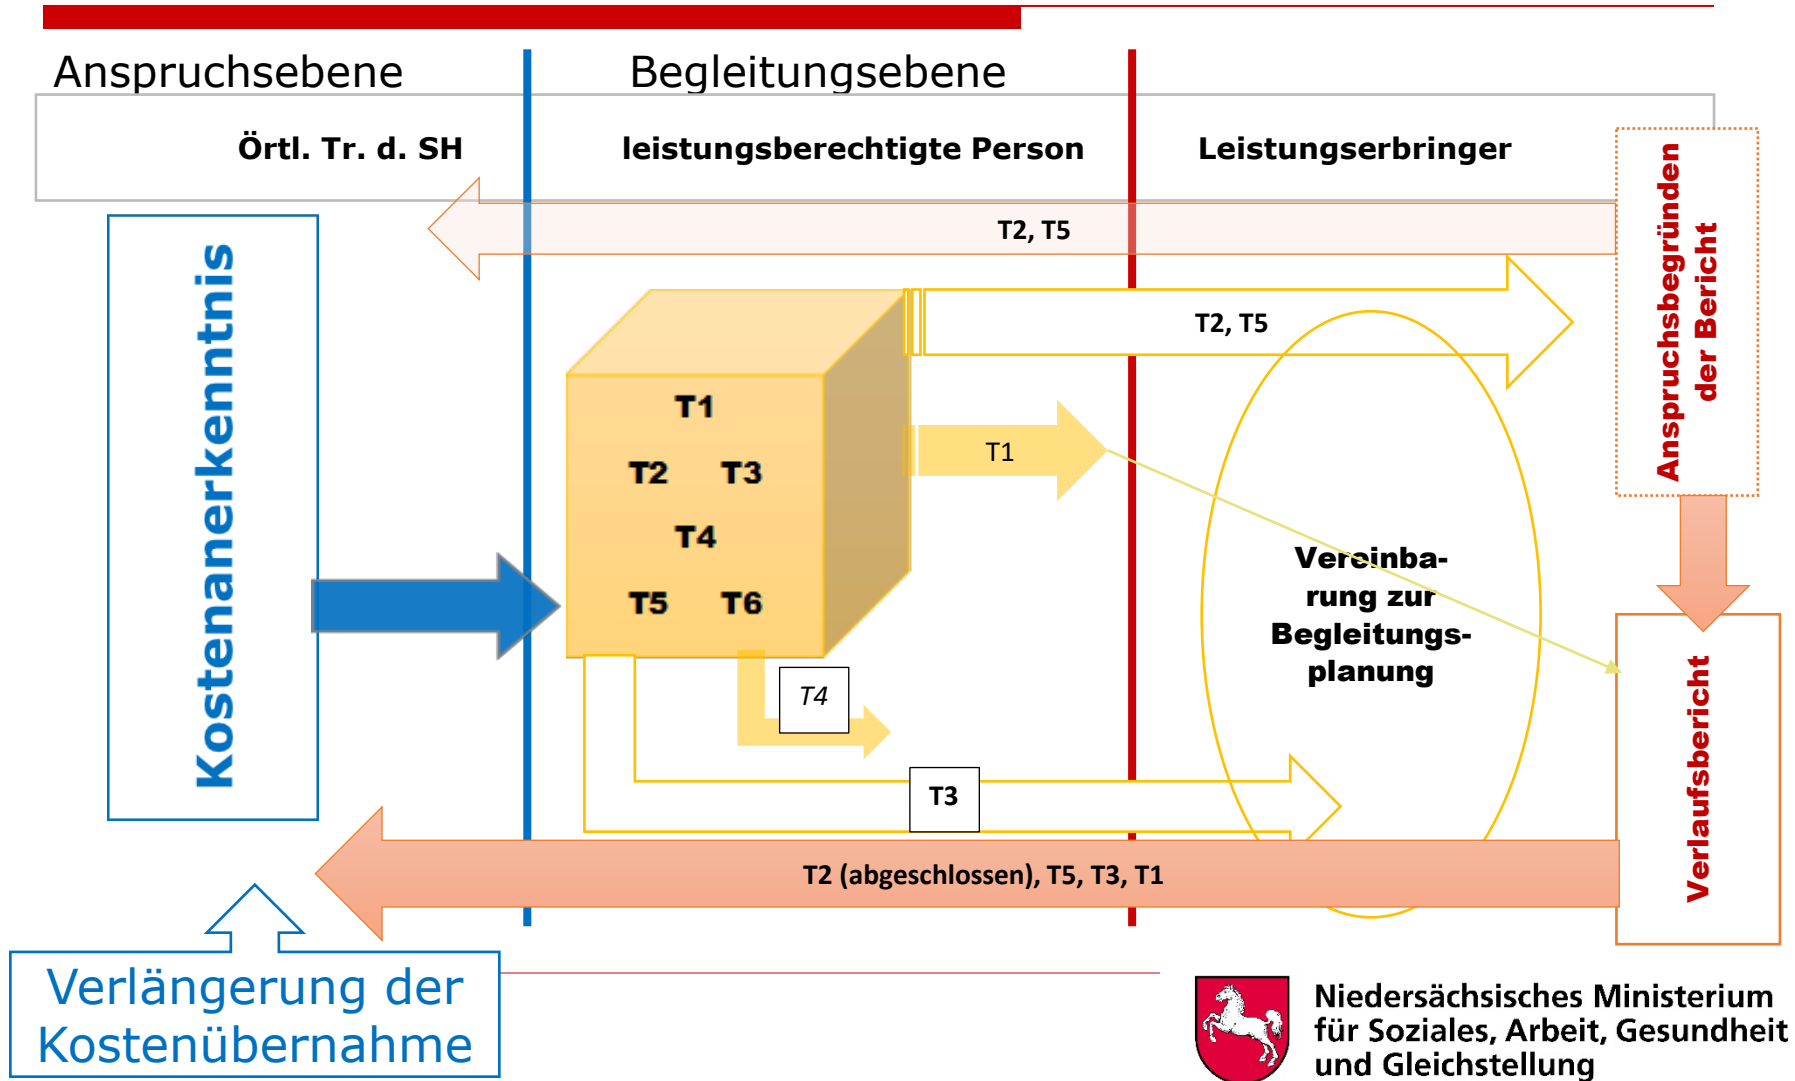 Anspruchsebene
Begleitungsebene
Örtl. Tr. d. SH
leistungsberechtigte Person
Leistungserbringer
Anspruchsbegründen
der Bericht
T2, T5
Kostenanerkenntnis
T2, T5
T1
T2 T3
T4
T5 T6
T1
Vereinba-
rung zur
Begleitungs-
planung
T4
T3
Verlaufsbericht
T2 (abgeschlossen), T5, T3, T1
Verlängerung der
Kostenübernahme
Niedersächsisches Ministerium
für Soziales, Arbeit, Gesundheit
und Gleichstellung